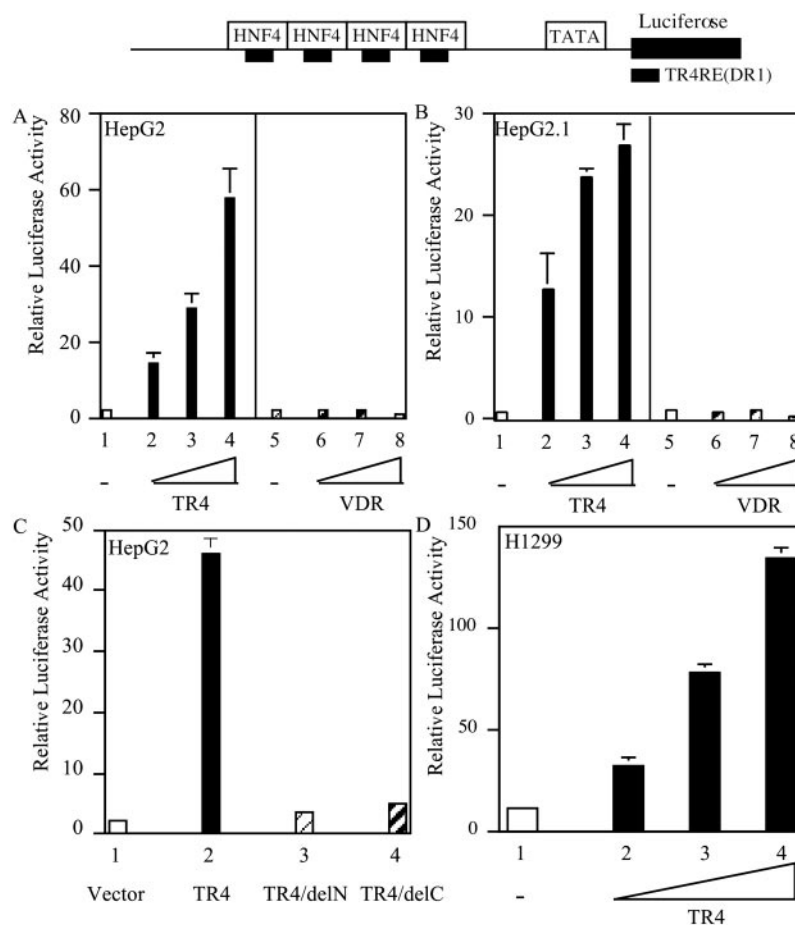 HNF4 HNF4 HNF4 HNF4 TATA Luciferase
TR4RE(DR1)
A
HepG2
Relative Luciferase Activity
80
60
40
20
0
1 2 3 4 5 6 7 8
- TR4 - VDR
B
HepG2.1
Relative Luciferase Activity
30
20
10
0
1 2 3 4 5 6 7 8
- TR4 - VDR
C
HepG2
Relative Luciferase Activity
50
40
30
20
10
0
1 2 3 4
Vector TR4 TR4/delN TR4/delC
D
H1299
Relative Luciferase Activity
150
100
50
0
1 2 3 4
-
TR4